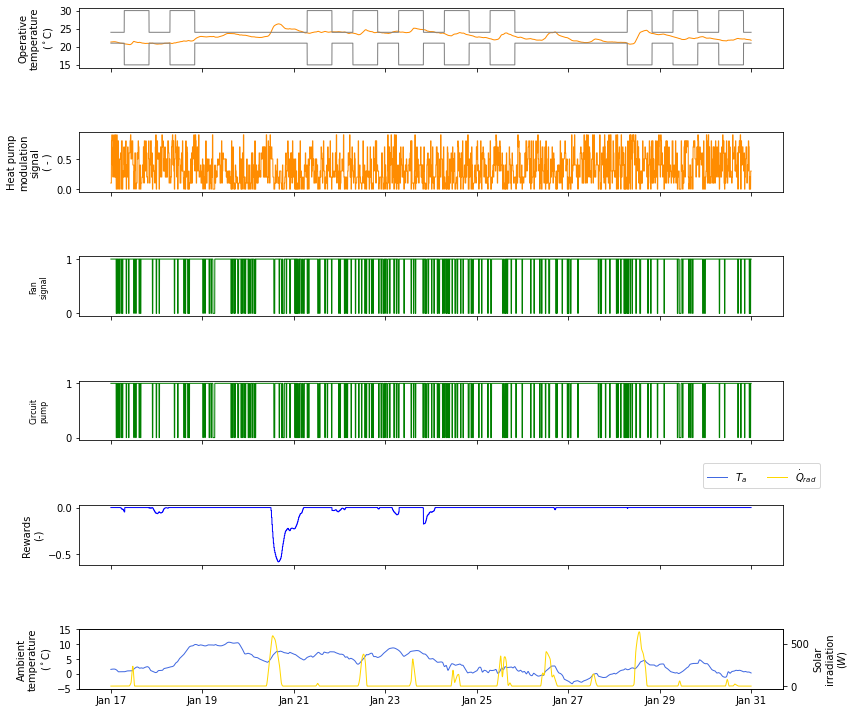 30
25
20
15
Operative
temperature
(°C)
0.5
0.0
Heat pump
modulation
signal
( - )
1
0
Fan
signal
1
0
Circuit
pump
T_a
Q̇_rad
0.0
−0.5
Rewards
(-)
15
10
5
0
−5
Ambient
temperature
(°C)
500
0
Solar
irradiation
(W)
Jan 17 Jan 19 Jan 21 Jan 23 Jan 25 Jan 27 Jan 29 Jan 31